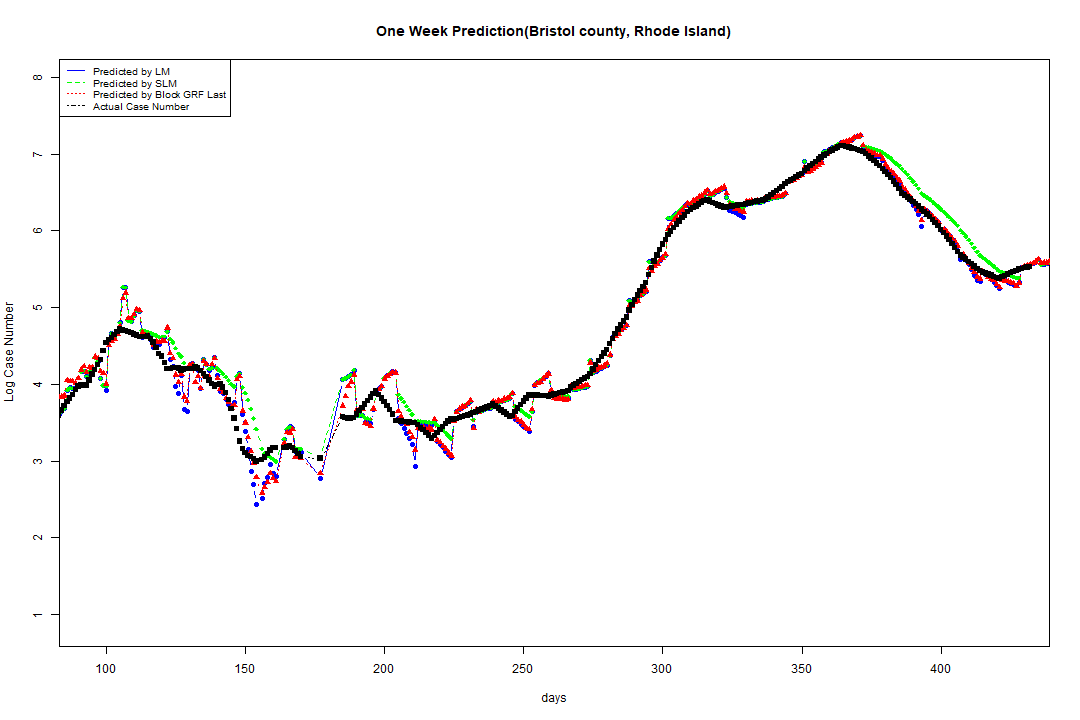 One Week Prediction(Bristol county, Rhode Island)
Predicted by LM
Predicted by SLM
Predicted by Block GRF Last
Actual Case Number
Log Case Number
8
7
6
5
4
3
2
1
100 150 200 250 300 350 400
days